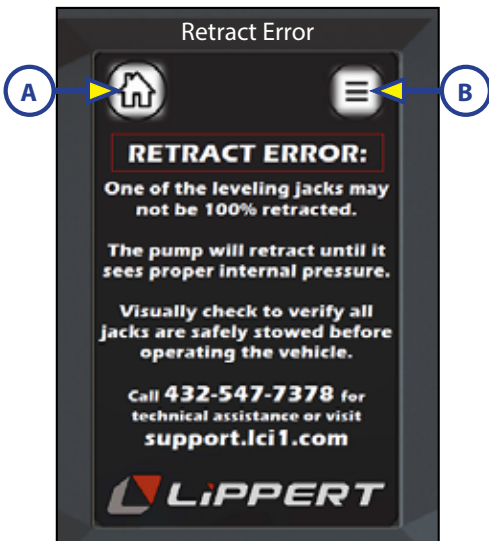 Retract Error
A
B
RETRACT ERROR:
One of the leveling jacks may
not be 100% retracted.
The pump will retract until it
sees proper internal pressure.
Visually check to verify all
jacks are safely stowed before
operating the vehicle.
Call 432-547-7378 for
technical assistance or visit
support.lci1.com
LiPPERT